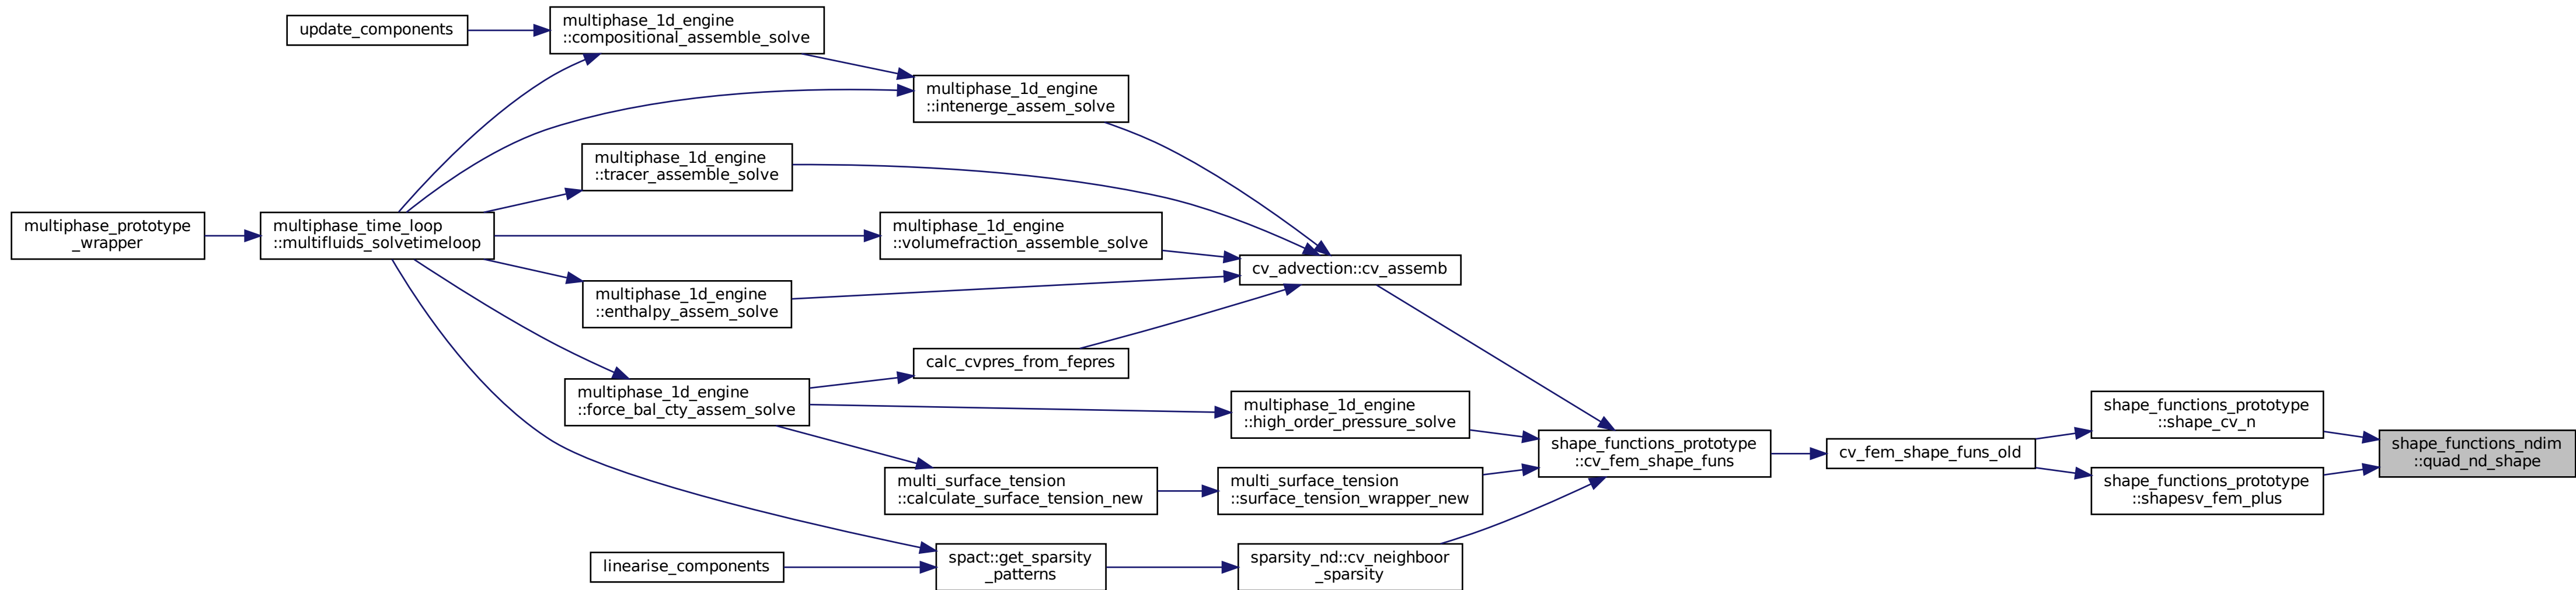 update_components
multiphase_1d_engine
::compositional_assemble_solve
multiphase_1d_engine
::intenerge_assem_solve
multiphase_1d_engine
::tracer_assemble_solve
multiphase_prototype
_wrapper
multiphase_time_loop
::multifluids_solvetimeloop
multiphase_1d_engine
::volumefraction_assemble_solve
cv_advection::cv_assemb
multiphase_1d_engine
::enthalpy_assem_solve
calc_cvpres_from_fepres
multiphase_1d_engine
::force_bal_cty_assem_solve
multiphase_1d_engine
::high_order_pressure_solve
shape_functions_prototype
::cv_fem_shape_funs
cv_fem_shape_funs_old
shape_functions_prototype
::shape_cv_n
shape_functions_ndim
::quad_nd_shape
multi_surface_tension
::calculate_surface_tension_new
multi_surface_tension
::surface_tension_wrapper_new
shape_functions_prototype
::shapesv_fem_plus
linearise_components
spact::get_sparsity
_patterns
sparsity_nd::cv_neighboor
_sparsity